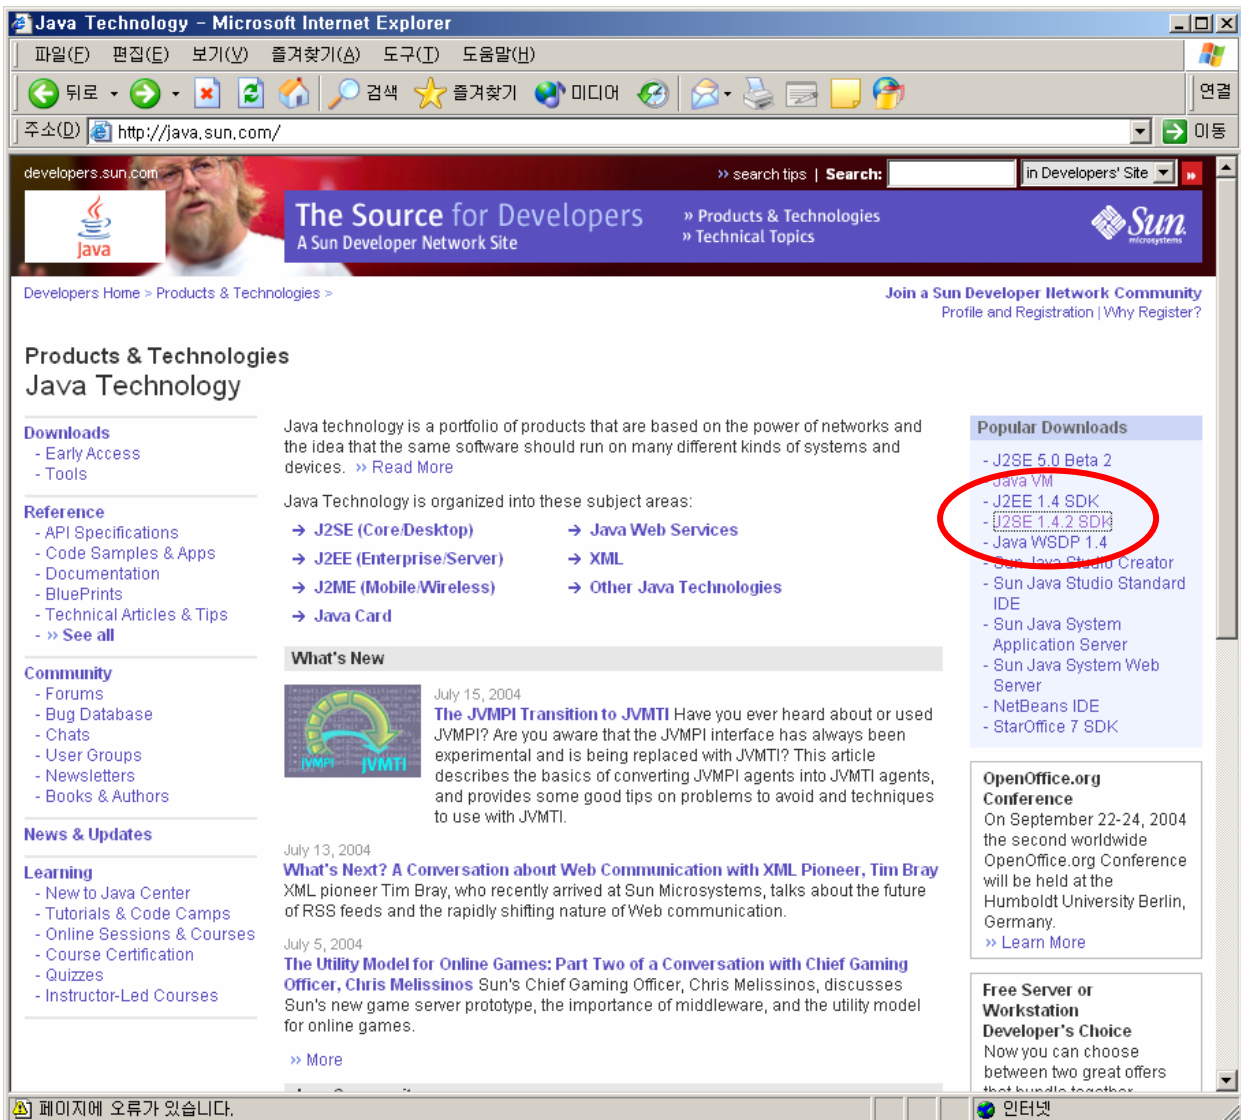 Java Technology - Microsoft Internet Explorer
파일(F) 편집(E) 보기(V) 즐겨찾기(A) 도구(T) 도움말(H)
뒤로 검색 즐겨찾기 미디어 연결
주소(D) http://java.sun.com/ 이동
developers.sun.com
» search tips | Search: in Developers' Site »
Java
The Source for Developers
A Sun Developer Network Site
» Products & Technologies
» Technical Topics
Sun
microsystems
Developers Home > Products & Technologies >
Join a Sun Developer Network Community
Profile and Registration | Why Register?
Products & Technologies
Java Technology
Downloads
- Early Access
- Tools
Reference
- API Specifications
- Code Samples & Apps
- Documentation
- BluePrints
- Technical Articles & Tips
- » See all
Community
- Forums
- Bug Database
- Chats
- User Groups
- Newsletters
- Books & Authors
News & Updates
Learning
- New to Java Center
- Tutorials & Code Camps
- Online Sessions & Courses
- Course Certification
- Quizzes
- Instructor-Led Courses
Java technology is a portfolio of products that are based on the power of networks and
the idea that the same software should run on many different kinds of systems and
devices. » Read More
Java Technology is organized into these subject areas:
→ J2SE (Core/Desktop)
→ J2EE (Enterprise/Server)
→ J2ME (Mobile/Wireless)
→ Java Card
→ Java Web Services
→ XML
→ Other Java Technologies
What's New
JVMPI JVMTI
July 15, 2004
The JVMPI Transition to JVMTI Have you ever heard about or used
JVMPI? Are you aware that the JVMPI interface has always been
experimental and is being replaced with JVMTI? This article
describes the basics of converting JVMPI agents into JVMTI agents,
and provides some good tips on problems to avoid and techniques
to use with JVMTI.
July 13, 2004
What's Next? A Conversation about Web Communication with XML Pioneer, Tim Bray
XML pioneer Tim Bray, who recently arrived at Sun Microsystems, talks about the future
of RSS feeds and the rapidly shifting nature of Web communication.
July 5, 2004
The Utility Model for Online Games: Part Two of a Conversation with Chief Gaming
Officer, Chris Melissinos Sun's Chief Gaming Officer, Chris Melissinos, discusses
Sun's new game server prototype, the importance of middleware, and the utility model
for online games.
» More
Popular Downloads
- J2SE 5.0 Beta 2
- Java VM
- J2EE 1.4 SDK
- J2SE 1.4.2 SDK
- Java WSDP 1.4
- Sun Java Studio Creator
- Sun Java Studio Standard
IDE
- Sun Java System
Application Server
- Sun Java System Web
Server
- NetBeans IDE
- StarOffice 7 SDK
OpenOffice.org
Conference
On September 22-24, 2004
the second worldwide
OpenOffice.org Conference
will be held at the
Humboldt University Berlin,
Germany.
» Learn More
Free Server or
Workstation
Developer's Choice
Now you can choose
between two great offers
that bundle together
페이지에 오류가 있습니다. 인터넷